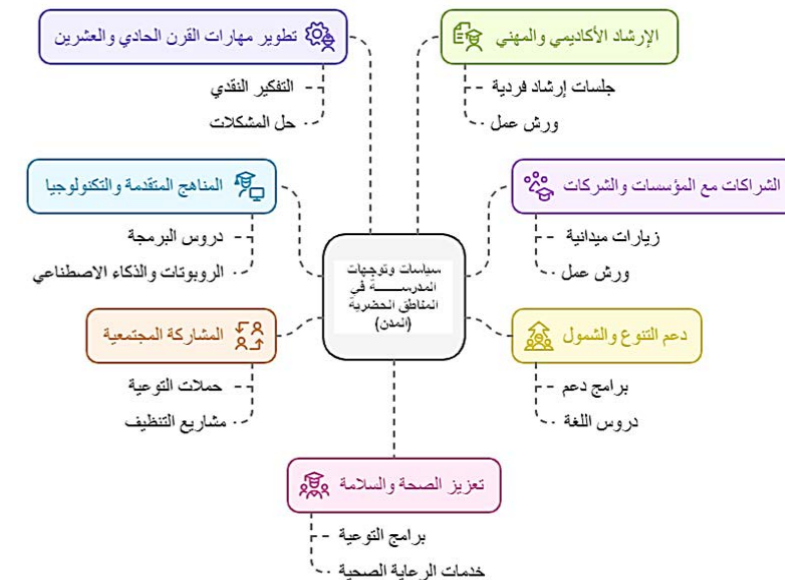 الإرشاد الأكاديمي والمهني
جلسات إرشاد فردية
ورش عمل
تطوير مهارات القرن الحادي والعشرين
التفكير النقدي
حل المشكلات
الشراكات مع المؤسسات والشركات
زيارات ميدانية
ورش عمل
المناهج المتقدمة والتكنولوجيا
دروس البرمجة
الروبوتات والذكاء الاصطناعي
سياسات وتوجهات
المدرســــــة في
المناطق الحضرية
(المدن)
دعم التنوع والشمول
برامج دعم
دروس اللغة
المشاركة المجتمعية
حملات التوعية
مشاريع التنظيف
تعزيز الصحة والسلامة
برامج التوعية
خدمات الرعاية الصحية